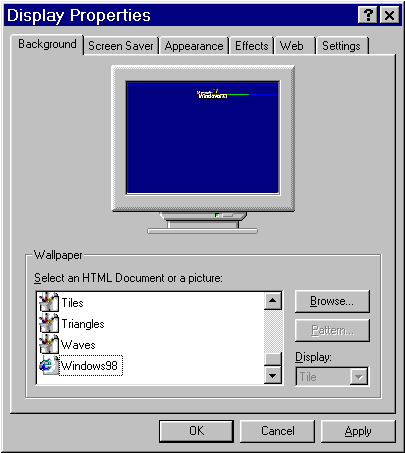 Display Properties
Background Screen Saver Appearance Effects Web Settings
Microsoft
Windows98
Wallpaper
Select an HTML Document or a picture:
Tiles
Triangles
Waves
Windows98
Browse...
Pattern...
Display:
Tile
OK Cancel Apply